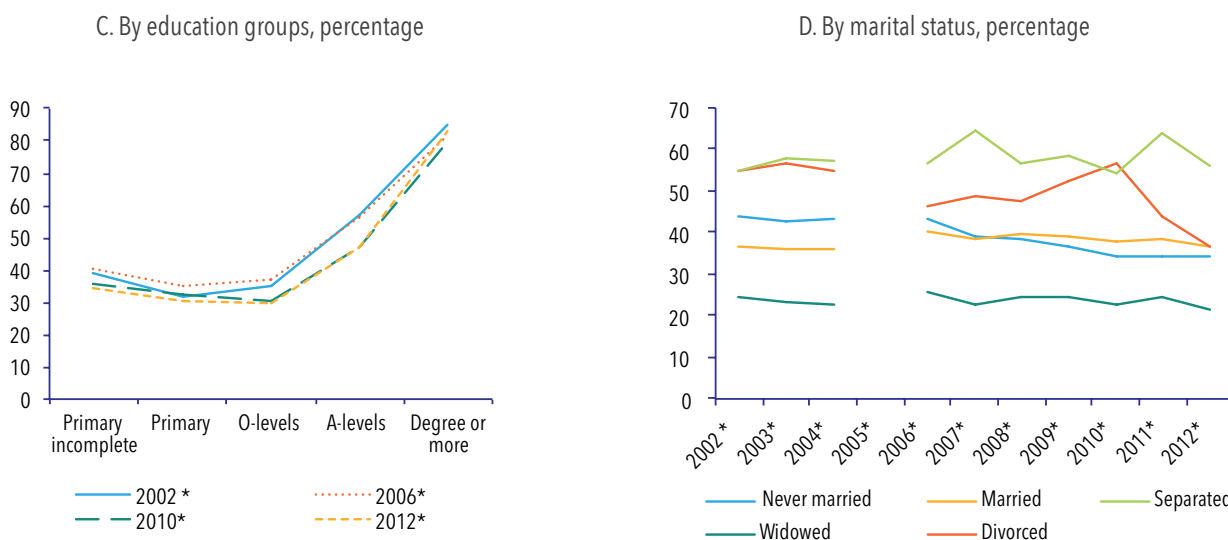 C. By education groups, percentage
90
80
70
60
50
40
30
20
10
0
Primary incomplete
Primary
O-levels
A-levels
Degree or more
2002 *
2006*
2010*
2012*
D. By marital status, percentage
70
60
50
40
30
20
10
0
2002 *
2003*
2004*
2005*
2006*
2007*
2008*
2009*
2010*
2011*
2012*
Never married
Married
Separated
Widowed
Divorced